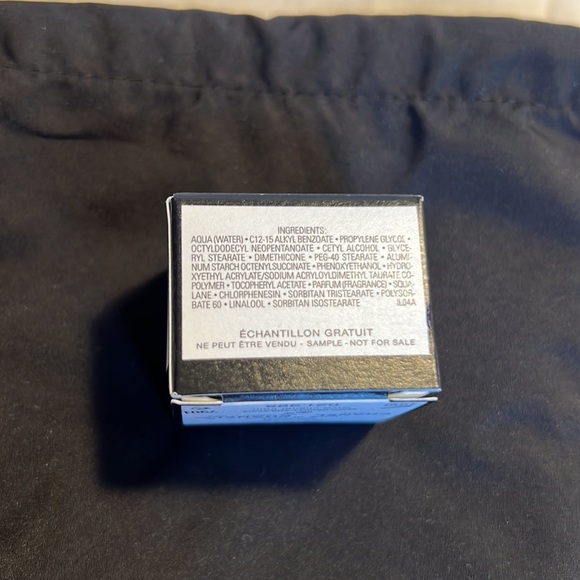 INGREDIENTS:
AQUA (WATER) • C12-15 ALKYL BENZOATE • PROPYLENE GLYCOL •
OCTYLDODECYL NEOPENTANOATE • CETYL ALCOHOL • GLYCE-
RYL STEARATE • DIMETHICONE • PEG-40 STEARATE • ALUMI-
NUM STARCH OCTENYLSUCCINATE • PHENOXYETHANOL • HYDRO-
XYETHYL ACRYLATE/SODIUM ACRYLOYLDIMETHYL TAURATE CO-
POLYMER • TOCOPHERYL ACETATE • PARFUM (FRAGRANCE) • SQUA-
LANE • CHLORPHENESIN • SORBITAN TRISTEARATE • POLYSOR-
BATE 60 • LINALOOL • SORBITAN ISOSTEARATE IL04A
ÉCHANTILLON GRATUIT
NE PEUT ÊTRE VENDU - SAMPLE - NOT FOR SALE